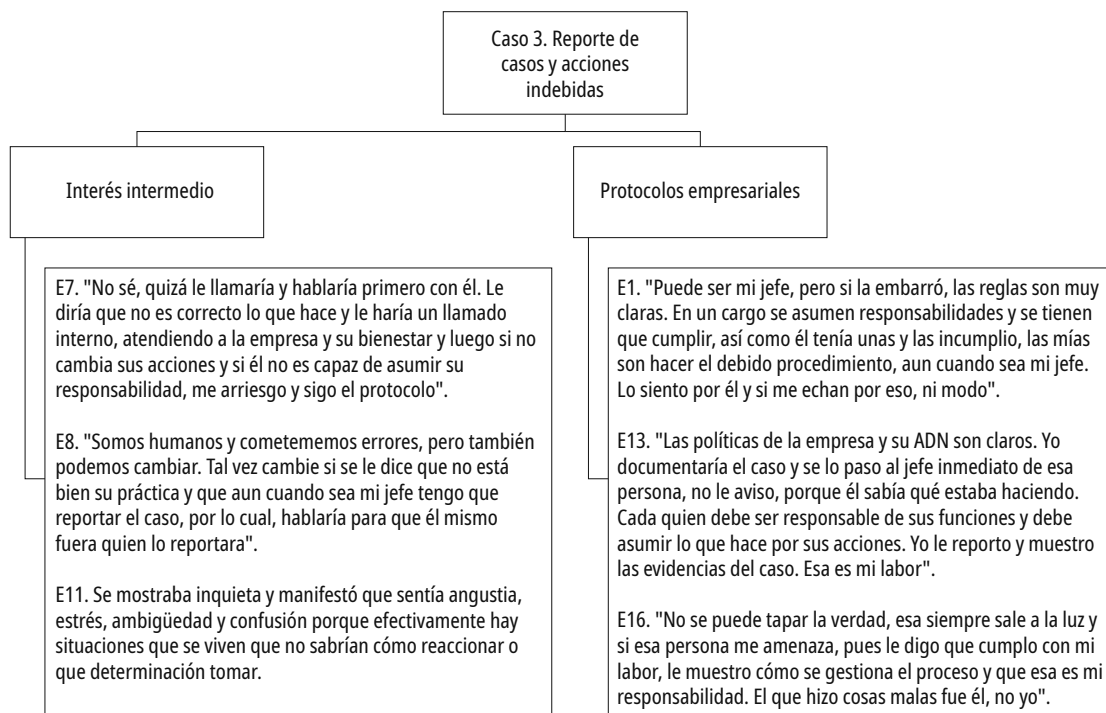 Caso 3. Reporte de
casos y acciones
indebidas
Interés intermedio
Protocolos empresariales
E7. "No sé, quizá le llamaría y hablaría primero con él. Le
diría que no es correcto lo que hace y le haría un llamado
interno, atendiendo a la empresa y su bienestar y luego si no
cambia sus acciones y si él no es capaz de asumir su
responsabilidad, me arriesgo y sigo el protocolo".
E8. "Somos humanos y cometememos errores, pero también
podemos cambiar. Tal vez cambie si se le dice que no está
bien su práctica y que aun cuando sea mi jefe tengo que
reportar el caso, por lo cual, hablaría para que él mismo
fuera quien lo reportara".
E11. Se mostraba inquieta y manifestó que sentía angustia,
estrés, ambigüedad y confusión porque efectivamente hay
situaciones que se viven que no sabrían cómo reaccionar o
que determinación tomar.
E1. "Puede ser mi jefe, pero si la embarró, las reglas son muy
claras. En un cargo se asumen responsabilidades y se tienen
que cumplir, así como él tenía unas y las incumplio, las mías
son hacer el debido procedimiento, aun cuando sea mi jefe.
Lo siento por él y si me echan por eso, ni modo".
E13. "Las políticas de la empresa y su ADN son claros. Yo
documentaría el caso y se lo paso al jefe inmediato de esa
persona, no le aviso, porque él sabía qué estaba haciendo.
Cada quien debe ser responsable de sus funciones y debe
asumir lo que hace por sus acciones. Yo le reporto y muestro
las evidencias del caso. Esa es mi labor".
E16. "No se puede tapar la verdad, esa siempre sale a la luz y
si esa persona me amenaza, pues le digo que cumplo con mi
labor, le muestro cómo se gestiona el proceso y que esa es mi
responsabilidad. El que hizo cosas malas fue él, no yo".